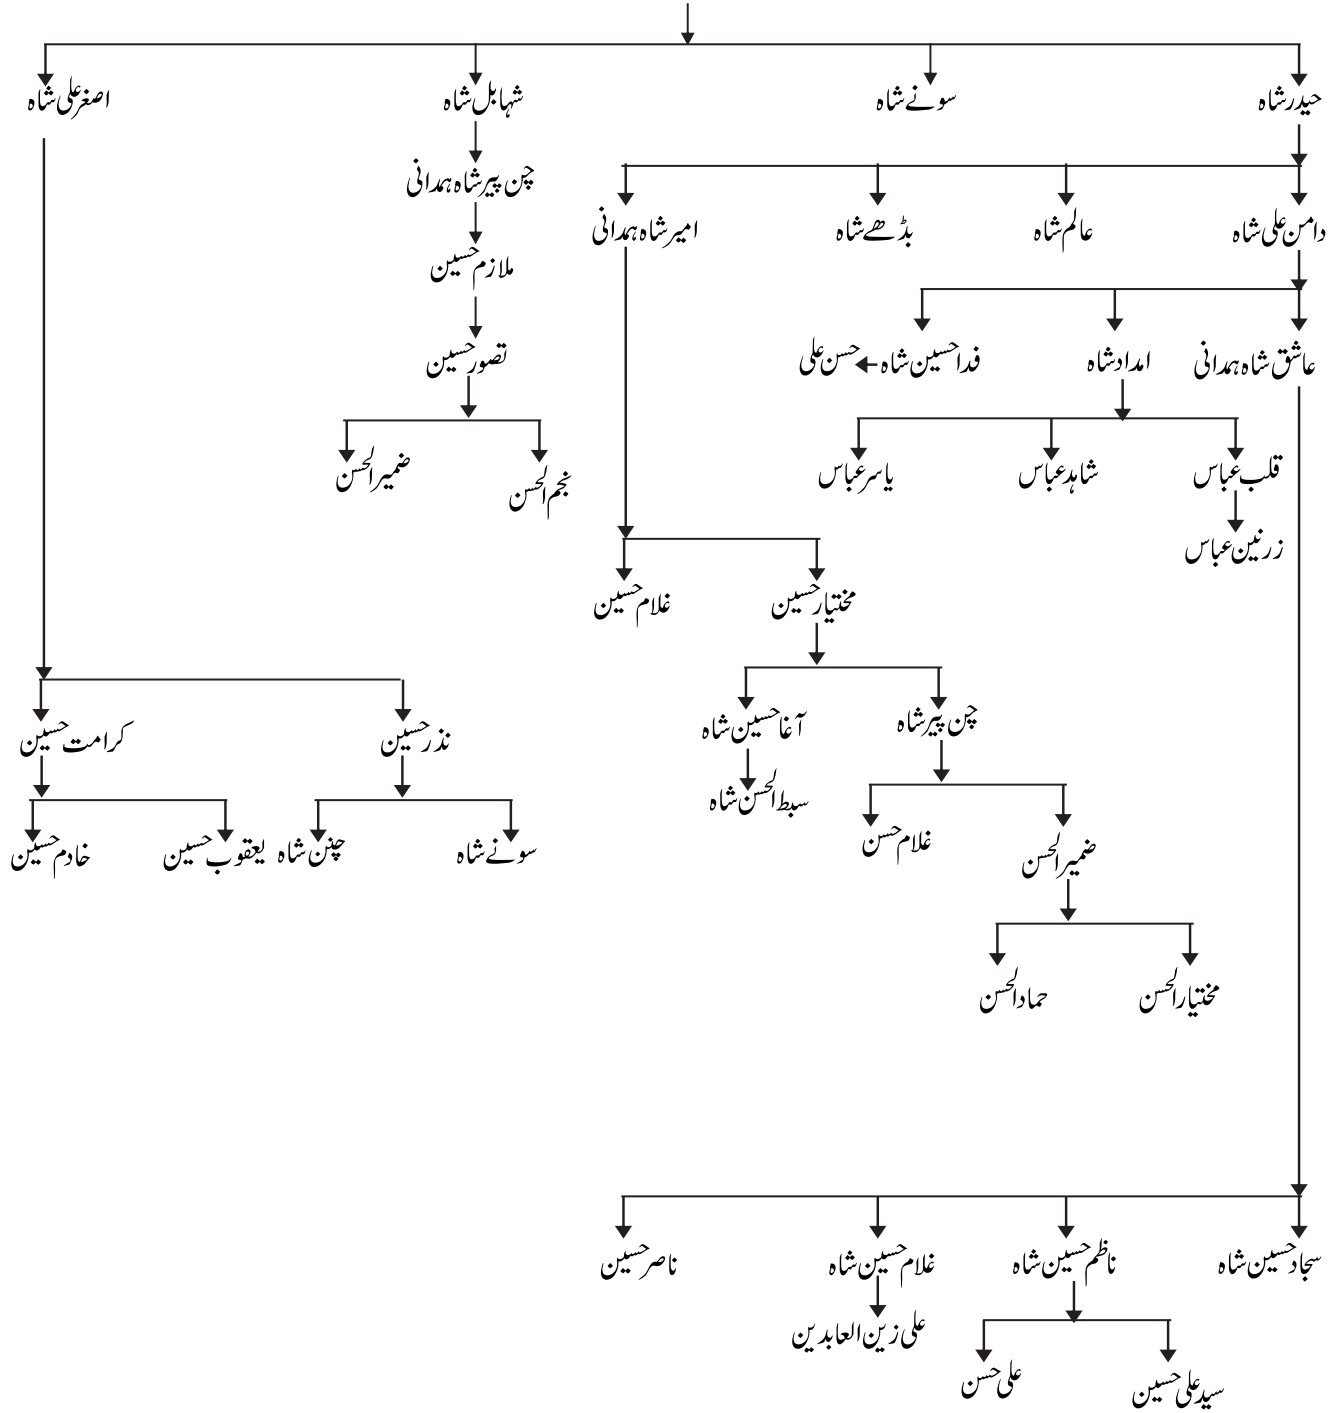 حیدر شاہ
سونے شاہ
شہابل شاہ
اصغر علی شاہ
چن پیر شاہ ہمدانی
دامن علی شاہ
عالم شاہ
بڈھے شاہ
امیر شاہ ہمدانی
ملازم حسین
عاشق شاہ ہمدانی
امداد شاہ
فدا حسین شاہ
حسن علی
تصور حسین
قلب عباس
شاہد عباس
یاسر عباس
نجم الحسن
ضمیر الحسن
زرنین عباس
مختیار حسین
غلام حسین
چن پیر شاہ
آغا حسین شاہ
نذر حسین
کرامت حسین
سبط الحسن شاہ
ضمیر الحسن
غلام حسن
سونے شاہ
چنن شاہ
یعقوب حسین
خادم حسین
مختیار الحسن
حماد الحسن
سجاد حسین شاہ
ناظم حسین شاہ
غلام حسین شاہ
ناصر حسین
علی زین العابدین
سید علی حسین
علی حسن